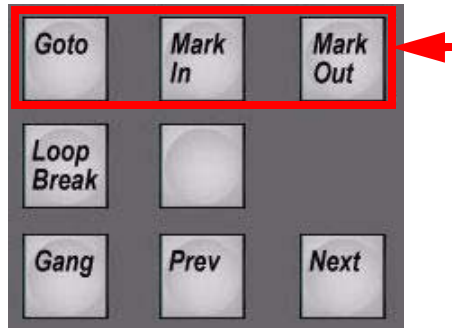 Goto
Mark
In
Mark
Out
Loop
Break
Gang
Prev
Next